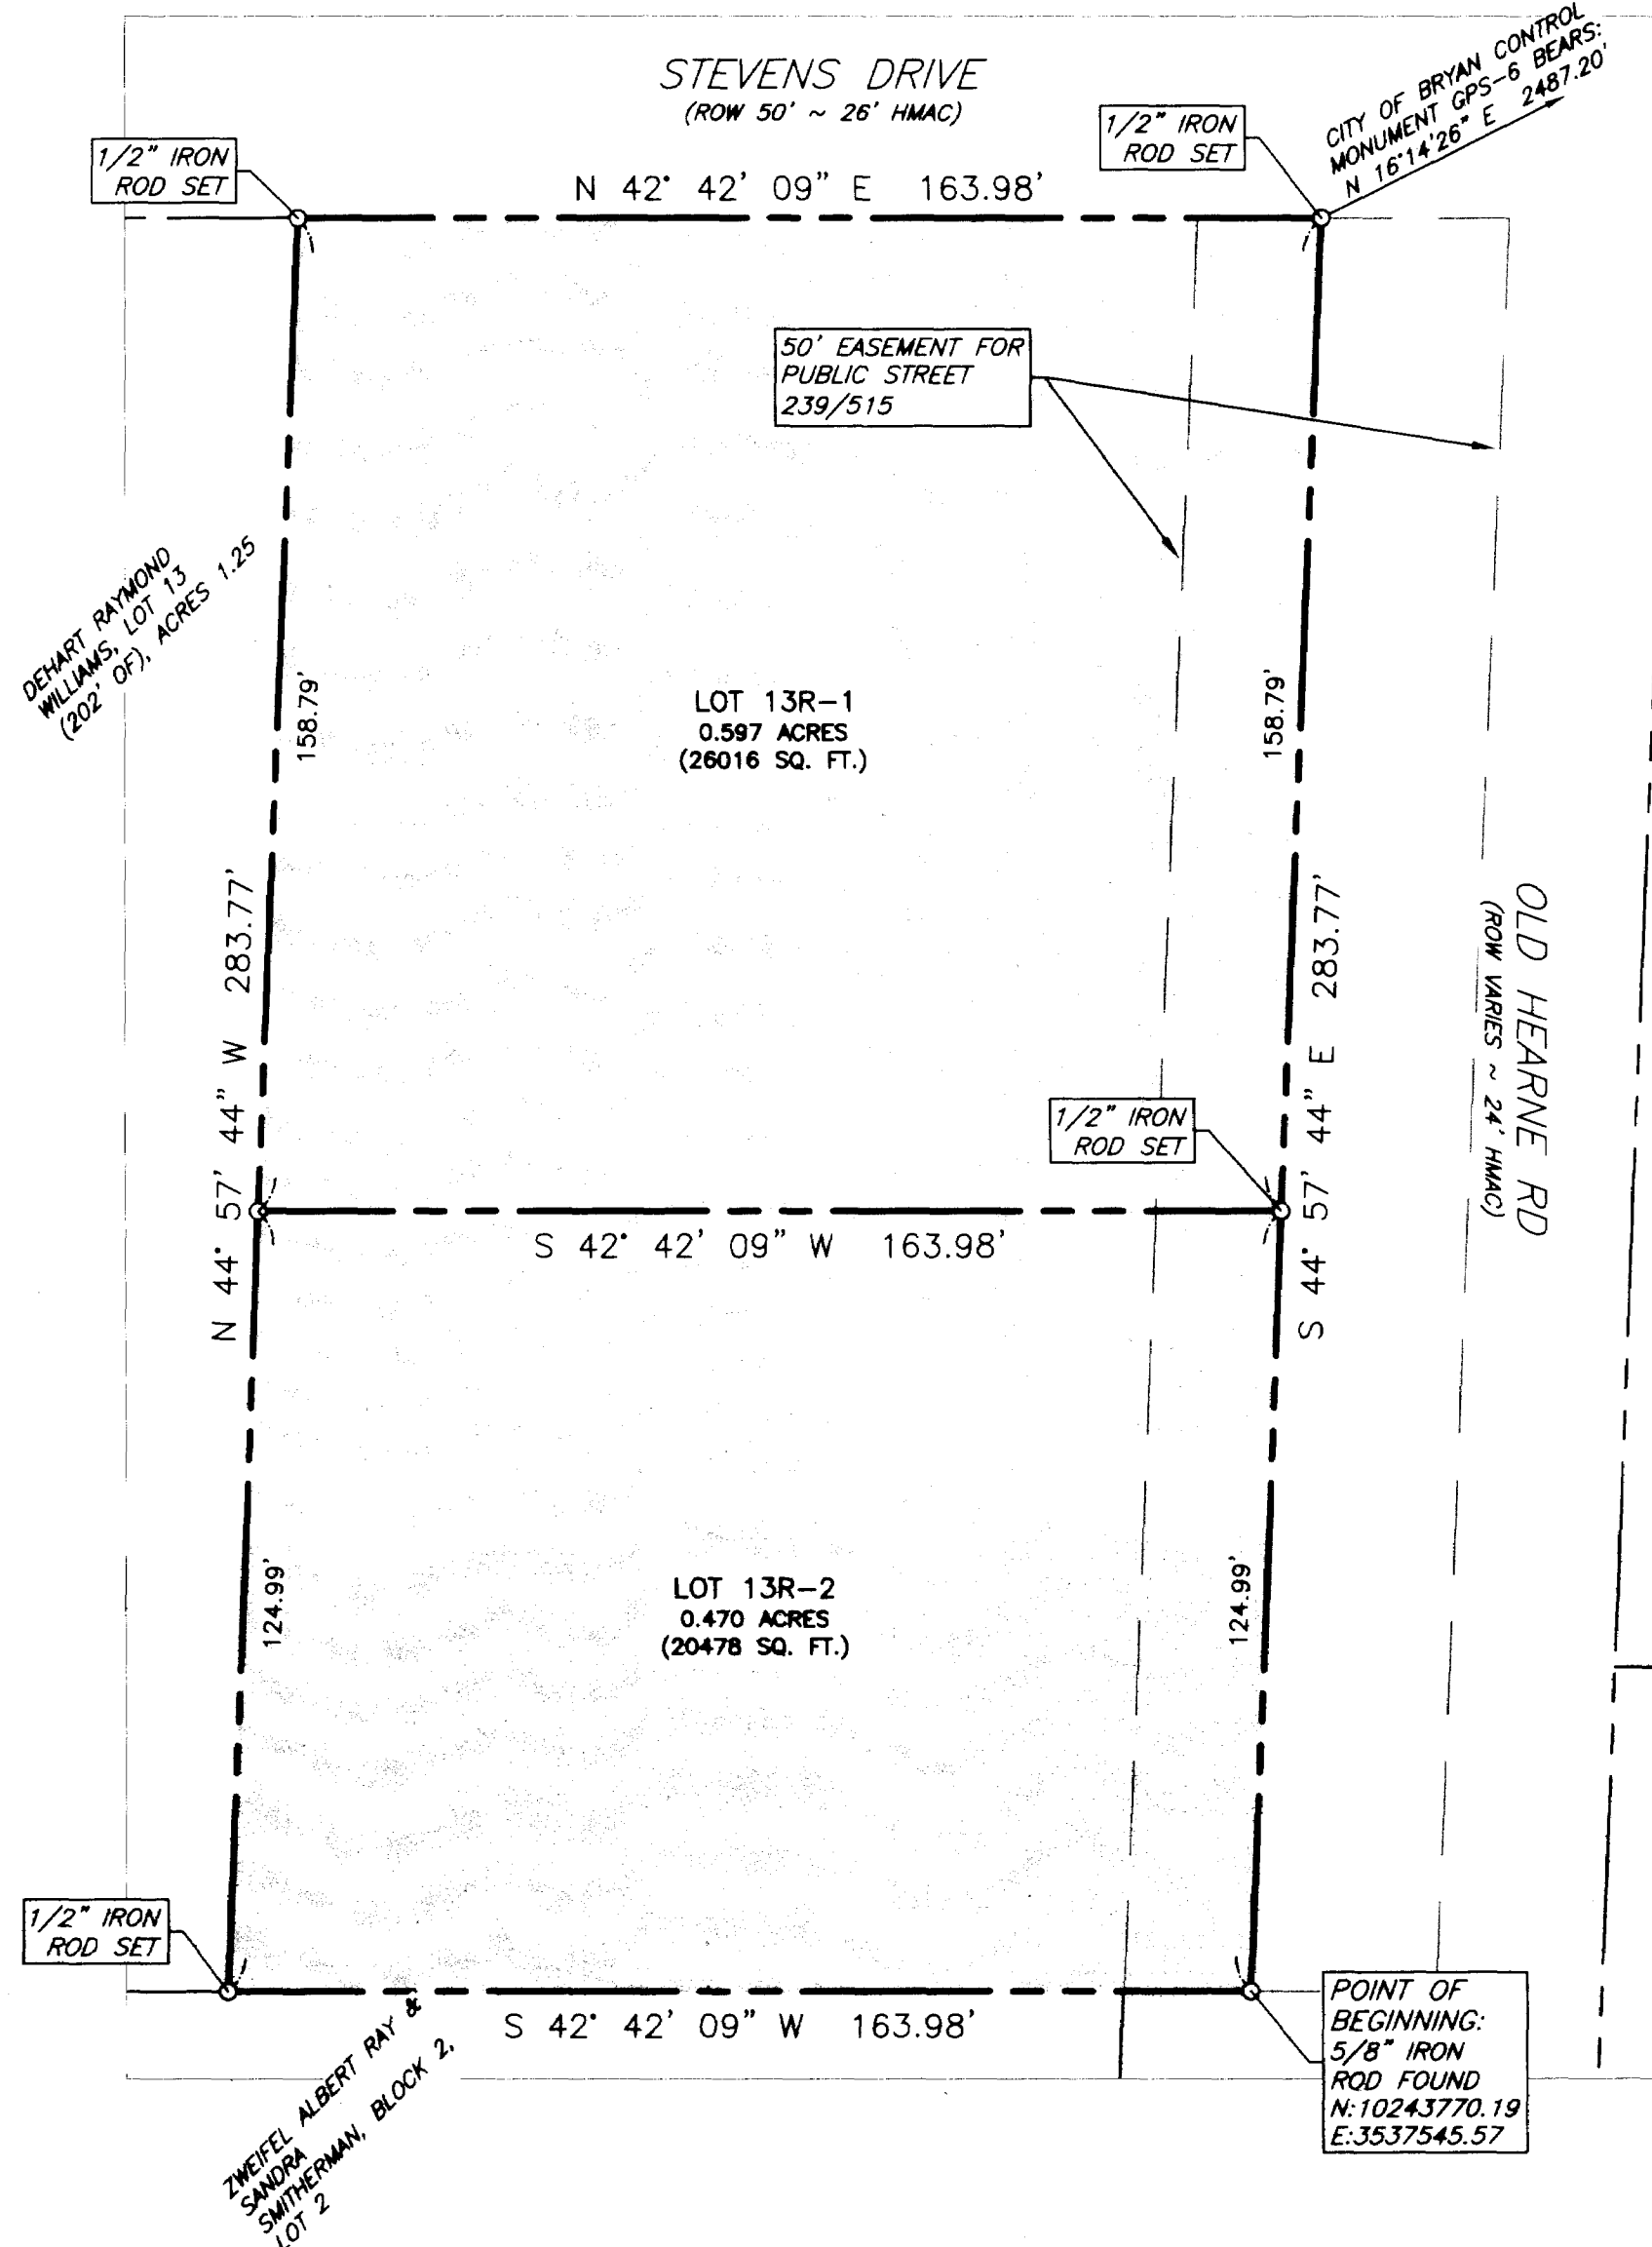 STEVENS DRIVE
(ROW 50' ~ 26' HMAC)
CITY OF BRYAN CONTROL
MONUMENT GPS-6 BEARS:
N 16°14'26" E 2487.20'
1/2" IRON
ROD SET
1/2" IRON
ROD SET
N 42° 42' 09" E 163.98'
50' EASEMENT FOR
PUBLIC STREET
239/515
DEHART RAYMOND
WILLIAMS, LOT 13
(202' OF), ACRES 1.25
158.79'
LOT 13R-1
0.597 ACRES
(26016 SQ. FT.)
158.79'
N 44° 57' 44" W 283.77'
S 44° 57' 44" E 283.77'
OLD HEARNE RD
(ROW VARIES ~ 24' HMAC)
1/2" IRON
ROD SET
S 42° 42' 09" W 163.98'
124.99'
LOT 13R-2
0.470 ACRES
(20478 SQ. FT.)
124.99'
1/2" IRON
ROD SET
S 42° 42' 09" W 163.98'
ZWEIFEL ALBERT RAY &
SANDRA
SMITHERMAN, BLOCK 2,
LOT 2
POINT OF
BEGINNING:
5/8" IRON
ROD FOUND
N:10243770.19
E:3537545.57